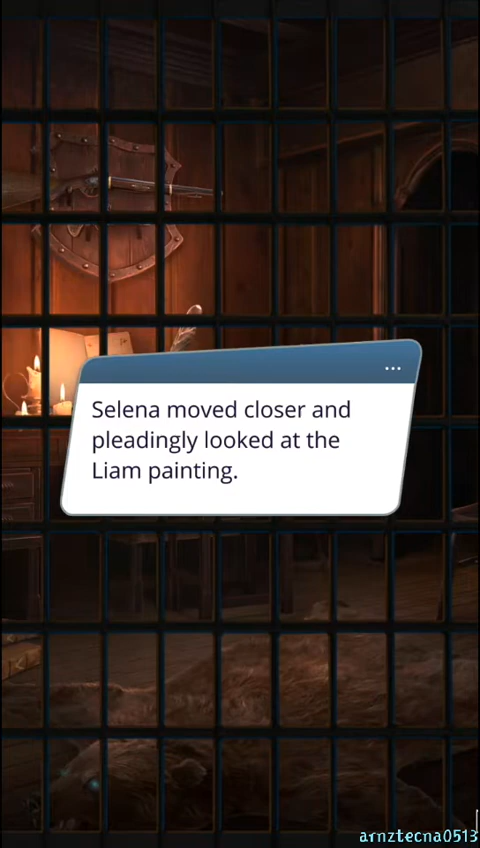 ...
Selena moved closer and
pleadingly looked at the
Liam painting.
arnztecna0513